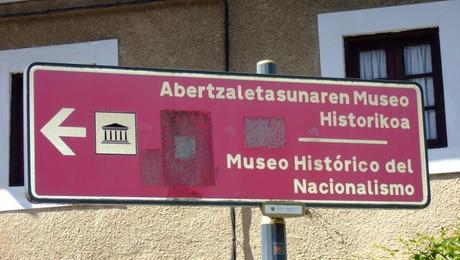 Abertzaletasunaren Museo
Historikoa
Museo Histórico del
Nacionalismo